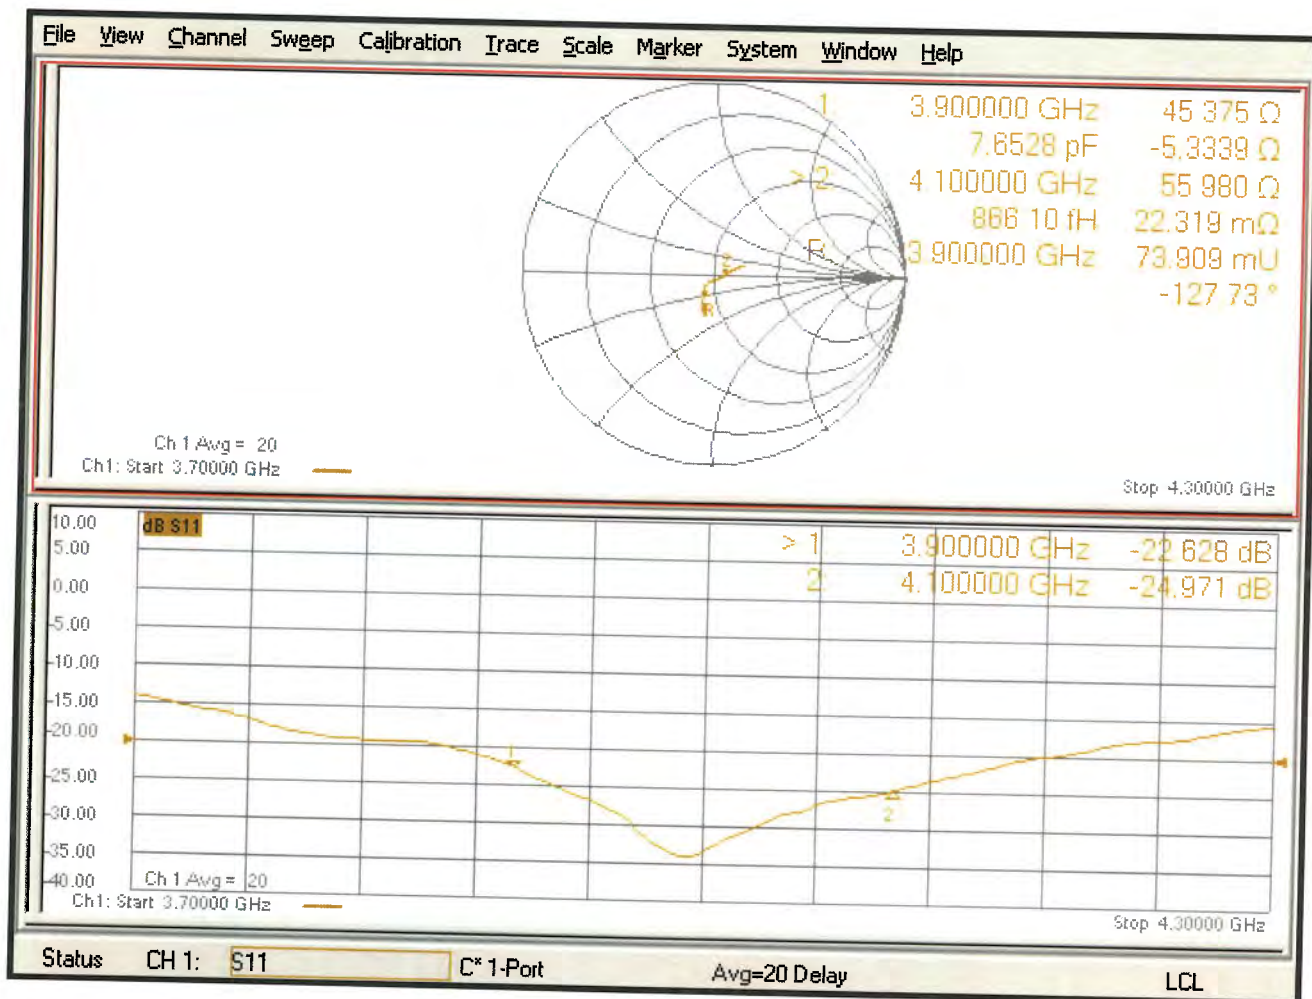 File View Channel Sweep Calibration Trace Scale Marker System Window Help
1: 3.900000 GHz 45.375 Ω
7.6528 pF -5.3339 Ω
> 2: 4.100000 GHz 55.980 Ω
866.10 fH 22.319 mΩ
R: 3.900000 GHz 73.909 mU
-127.73 °
2
R
Ch 1 Avg = 20
Ch1: Start 3.70000 GHz
Stop 4.30000 GHz
10.00
5.00
0.00
-5.00
-10.00
-15.00
-20.00
-25.00
-30.00
-35.00
-40.00
dB S11
> 1: 3.900000 GHz -22.628 dB
2: 4.100000 GHz -24.971 dB
1
2
Ch 1 Avg = 20
Ch1: Start 3.70000 GHz
Stop 4.30000 GHz
Status CH 1: S11 C* 1-Port Avg=20 Delay LCL